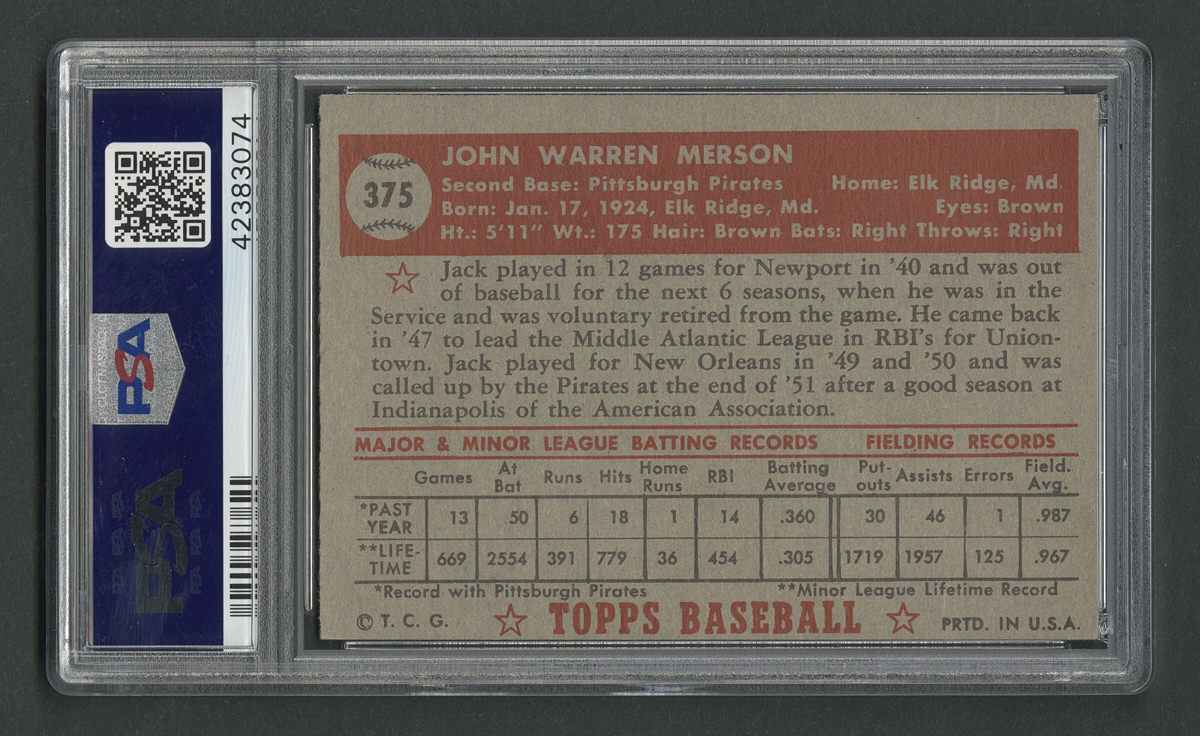 42383074
PSA
PSA
375
JOHN WARREN MERSON
Second Base: Pittsburgh Pirates Home: Elk Ridge, Md.
Born: Jan. 17, 1924, Elk Ridge, Md. Eyes: Brown
Ht.: 5'11" Wt.: 175 Hair: Brown Bats: Right Throws: Right
Jack played in 12 games for Newport in '40 and was out
of baseball for the next 6 seasons, when he was in the
Service and was voluntary retired from the game. He came back
in '47 to lead the Middle Atlantic League in RBI's for Union-
town. Jack played for New Orleans in '49 and '50 and was
called up by the Pirates at the end of '51 after a good season at
Indianapolis of the American Association.
MAJOR & MINOR LEAGUE BATTING RECORDS FIELDING RECORDS
Games At Bat Runs Hits Home Runs RBI Batting Average Put-outs Assists Errors Field. Avg.
*PAST YEAR 13 50 6 18 1 14 .360 30 46 1 .987
**LIFE-TIME 669 2554 391 779 36 454 .305 1719 1957 125 .967
*Record with Pittsburgh Pirates **Minor League Lifetime Record
© T. C. G. TOPPS BASEBALL PRTD. IN U.S.A.